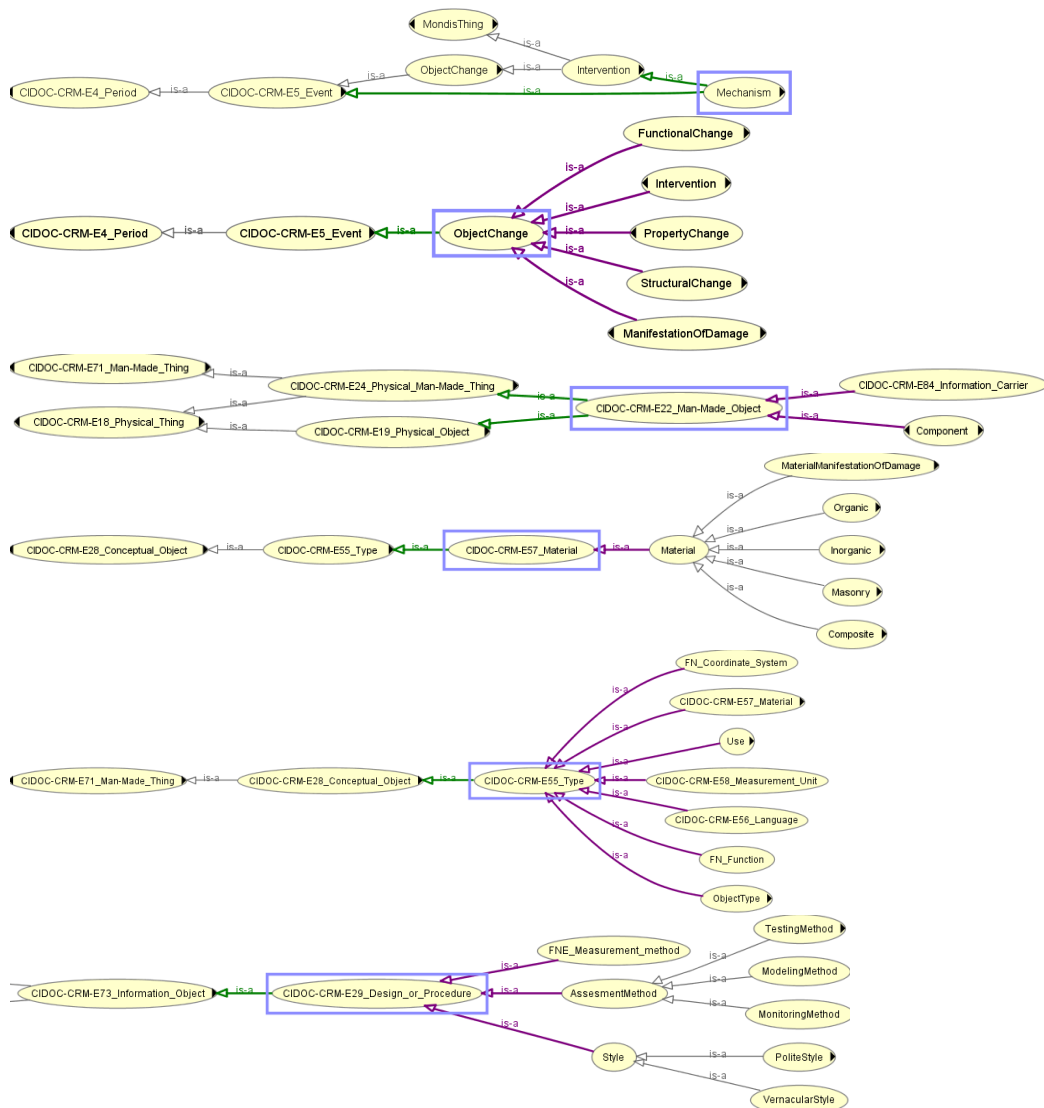 MondisThing
is-a
ObjectChange
is-a
Intervention
is-a
is-a
CIDOC-CRM-E4_Period
is-a
CIDOC-CRM-E5_Event
is-a
Mechanism
FunctionalChange
is-a
Intervention
is-a
CIDOC-CRM-E4_Period
is-a
CIDOC-CRM-E5_Event
is-a
ObjectChange
is-a
PropertyChange
is-a
StructuralChange
is-a
ManifestationOfDamage
CIDOC-CRM-E71_Man-Made_Thing
is-a
CIDOC-CRM-E24_Physical_Man-Made_Thing
is-a
is-a
CIDOC-CRM-E84_Information_Carrier
is-a
CIDOC-CRM-E22_Man-Made_Object
CIDOC-CRM-E18_Physical_Thing
is-a
CIDOC-CRM-E19_Physical_Object
is-a
is-a
Component
MaterialManifestationOfDamage
is-a
Organic
is-a
CIDOC-CRM-E28_Conceptual_Object
is-a
CIDOC-CRM-E55_Type
is-a
CIDOC-CRM-E57_Material
is-a
Material
is-a
Inorganic
is-a
Masonry
is-a
Composite
FN_Coordinate_System
is-a
CIDOC-CRM-E57_Material
is-a
Use
is-a
CIDOC-CRM-E71_Man-Made_Thing
is-a
CIDOC-CRM-E28_Conceptual_Object
is-a
CIDOC-CRM-E55_Type
is-a
CIDOC-CRM-E58_Measurement_Unit
is-a
CIDOC-CRM-E56_Language
is-a
FN_Function
is-a
ObjectType
TestingMethod
is-a
FNE_Measurement_method
is-a
ModelingMethod
is-a
CIDOC-CRM-E73_Information_Object
is-a
CIDOC-CRM-E29_Design_or_Procedure
is-a
AssesmentMethod
is-a
MonitoringMethod
is-a
Style
is-a
PoliteStyle
is-a
VernacularStyle